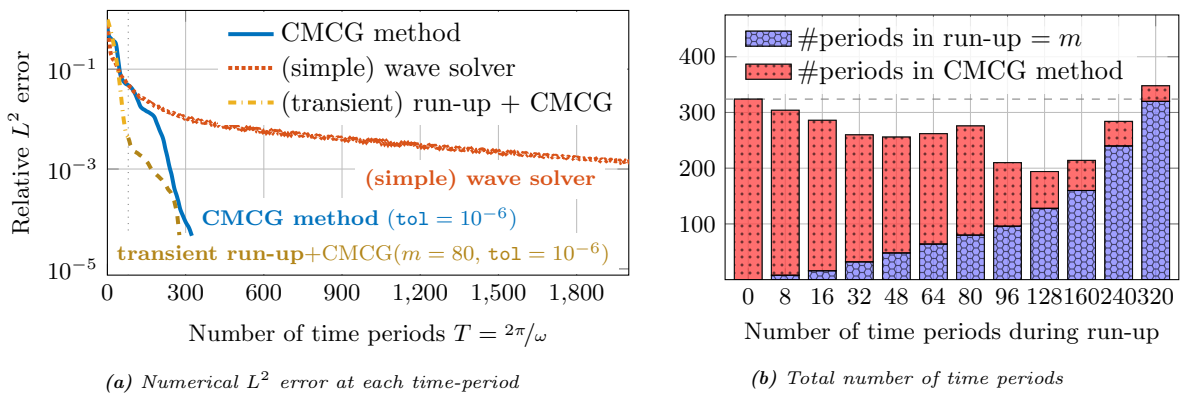 Relative L² error
10⁻¹
10⁻³
10⁻⁵
CMCG method
(simple) wave solver
(transient) run-up + CMCG
(simple) wave solver
CMCG method (tol = 10⁻⁶)
transient run-up+CMCG(m = 80, tol = 10⁻⁶)
0 300 600 900 1,200 1,500 1,800
Number of time periods T = 2π/ω
(a) Numerical L² error at each time-period
400
300
200
100
#periods in run-up = m
#periods in CMCG method
0 8 16 32 48 64 80 96 128 160 240 320
Number of time periods during run-up
(b) Total number of time periods